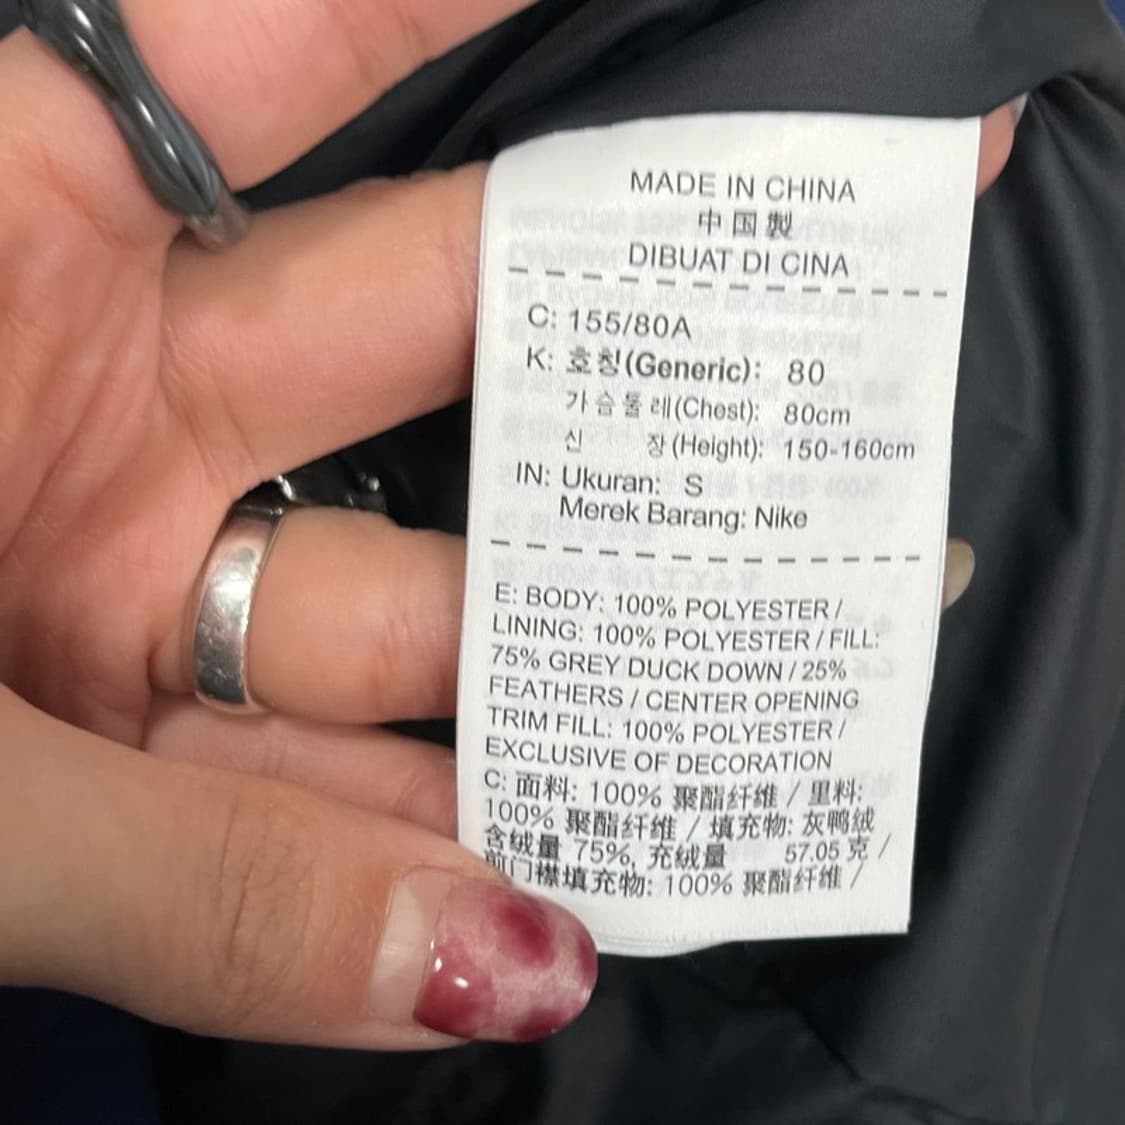 MADE IN CHINA
中国製
DIBUAT DI CINA
C: 155/80A
K: 호칭(Generic): 80
가슴둘레(Chest): 80cm
신 장(Height): 150-160cm
IN: Ukuran: S
Merek Barang: Nike
E: BODY: 100% POLYESTER /
LINING: 100% POLYESTER / FILL:
75% GREY DUCK DOWN / 25%
FEATHERS / CENTER OPENING
TRIM FILL: 100% POLYESTER /
EXCLUSIVE OF DECORATION
C: 面料: 100% 聚酯纤维 / 里料:
100% 聚酯纤维 / 填充物: 灰鸭绒
含绒量 75%, 充绒量 57.05 克 /
前门襟填充物: 100% 聚酯纤维 /